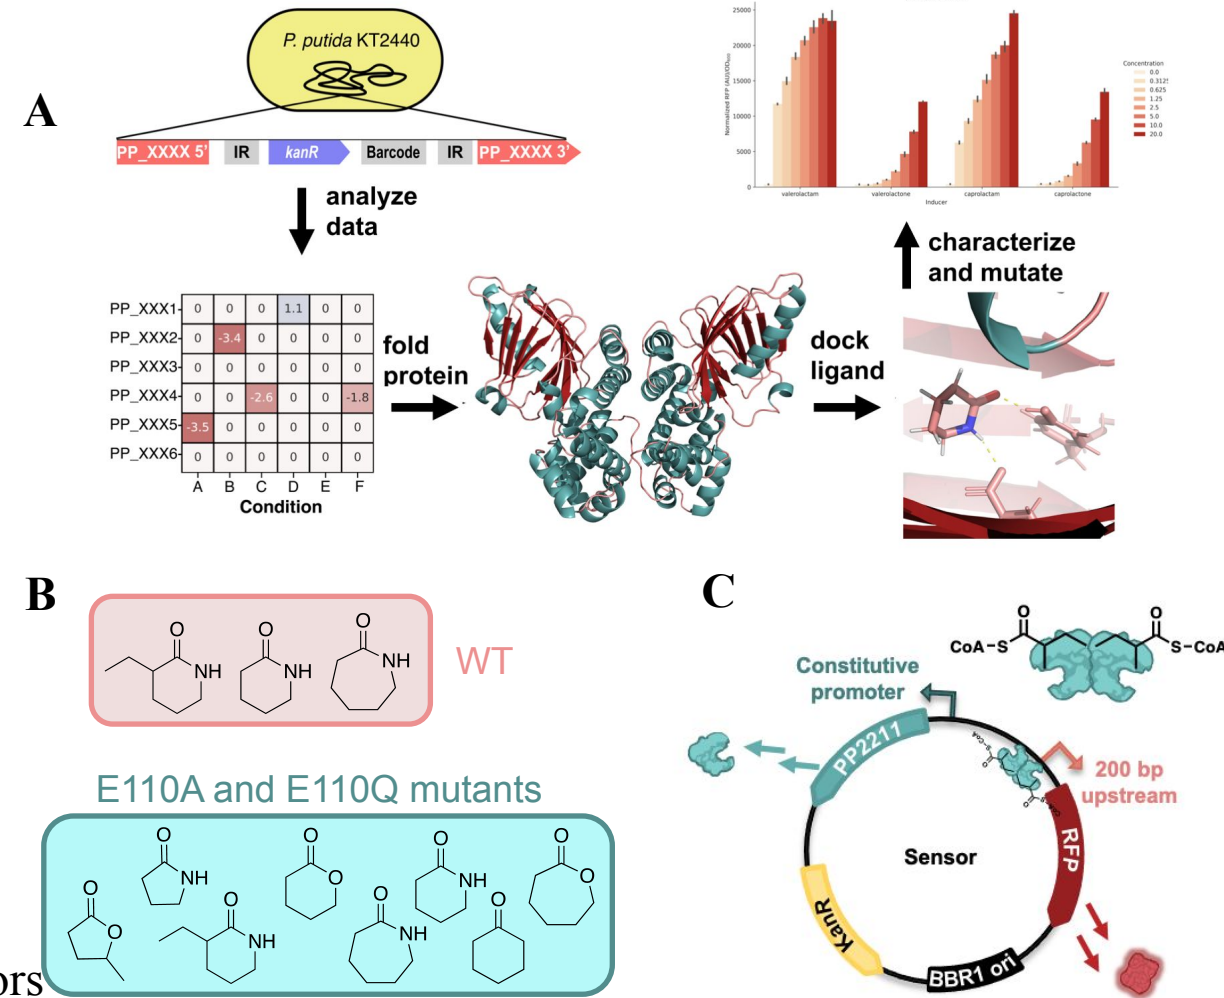 A
P. putida KT2440
PP_XXXX 5' IR kanR Barcode IR PP_XXXX 3'
analyze
data
PP_XXX1 0 0 0 1.1 0 0
PP_XXX2 0 -3.4 0 0 0 0
PP_XXX3 0 0 0 0 0 0
PP_XXX4 0 0 -2.6 0 0 -1.8
PP_XXX5 -3.5 0 0 0 0 0
PP_XXX6 0 0 0 0 0 0
A B C D E F
Condition
fold
protein
dock
ligand
characterize
and mutate
25000
20000
15000
10000
5000
0
valerolactam valerolactone caprolactam caprolactone
Inducer
Concentration
0.0
0.3125
0.625
1.25
2.5
5.0
10.0
20.0
N
B
O
NH
O
NH
O
NH
WT
E110A and E110Q mutants
O
NH
O
O
O
NH
O
O
O
O
O
NH
O
NH
O
ors
C
O
CoA-S
O
S-CoA
Constitutive
promoter
PP2211
S-CoA
O
O
200 bp
upstream
RFP
Sensor
KanR
BBR1 ori